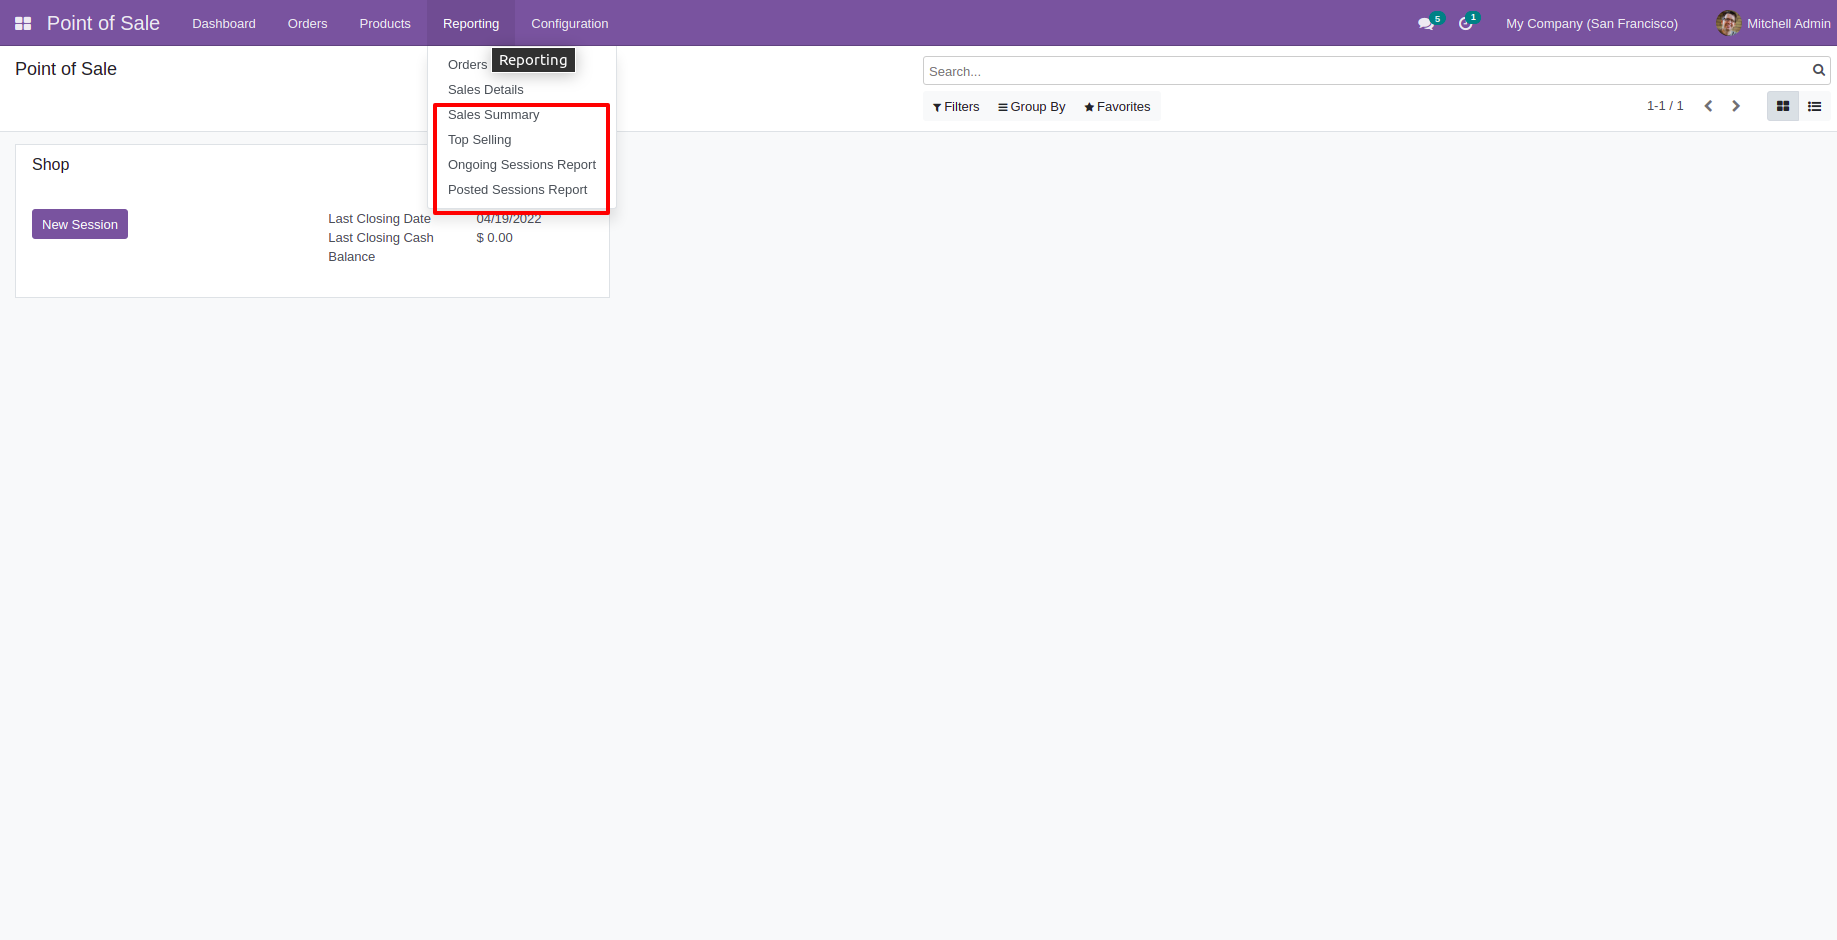 Point of Sale Dashboard Orders Products Reporting Configuration 5 1 My Company (San Francisco) Mitchell Admin
Point of Sale
Search...
Filters Group By Favorites 1-1 / 1
Orders Reporting
Sales Details
Sales Summary
Top Selling
Ongoing Sessions Report
Posted Sessions Report
Shop
New Session
Last Closing Date 04/19/2022
Last Closing Cash $ 0.00
Balance